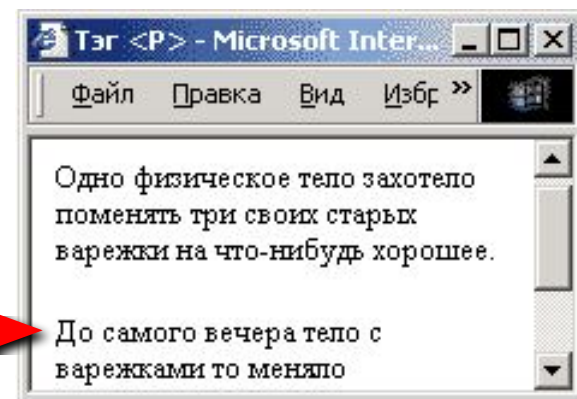 Тэг <P> - Microsoft Inter...
Файл Правка Вид Избр »
Одно физическое тело захотело
поменять три своих старых
варежки на что-нибудь хорошее.
До самого вечера тело с
варежками то меняло